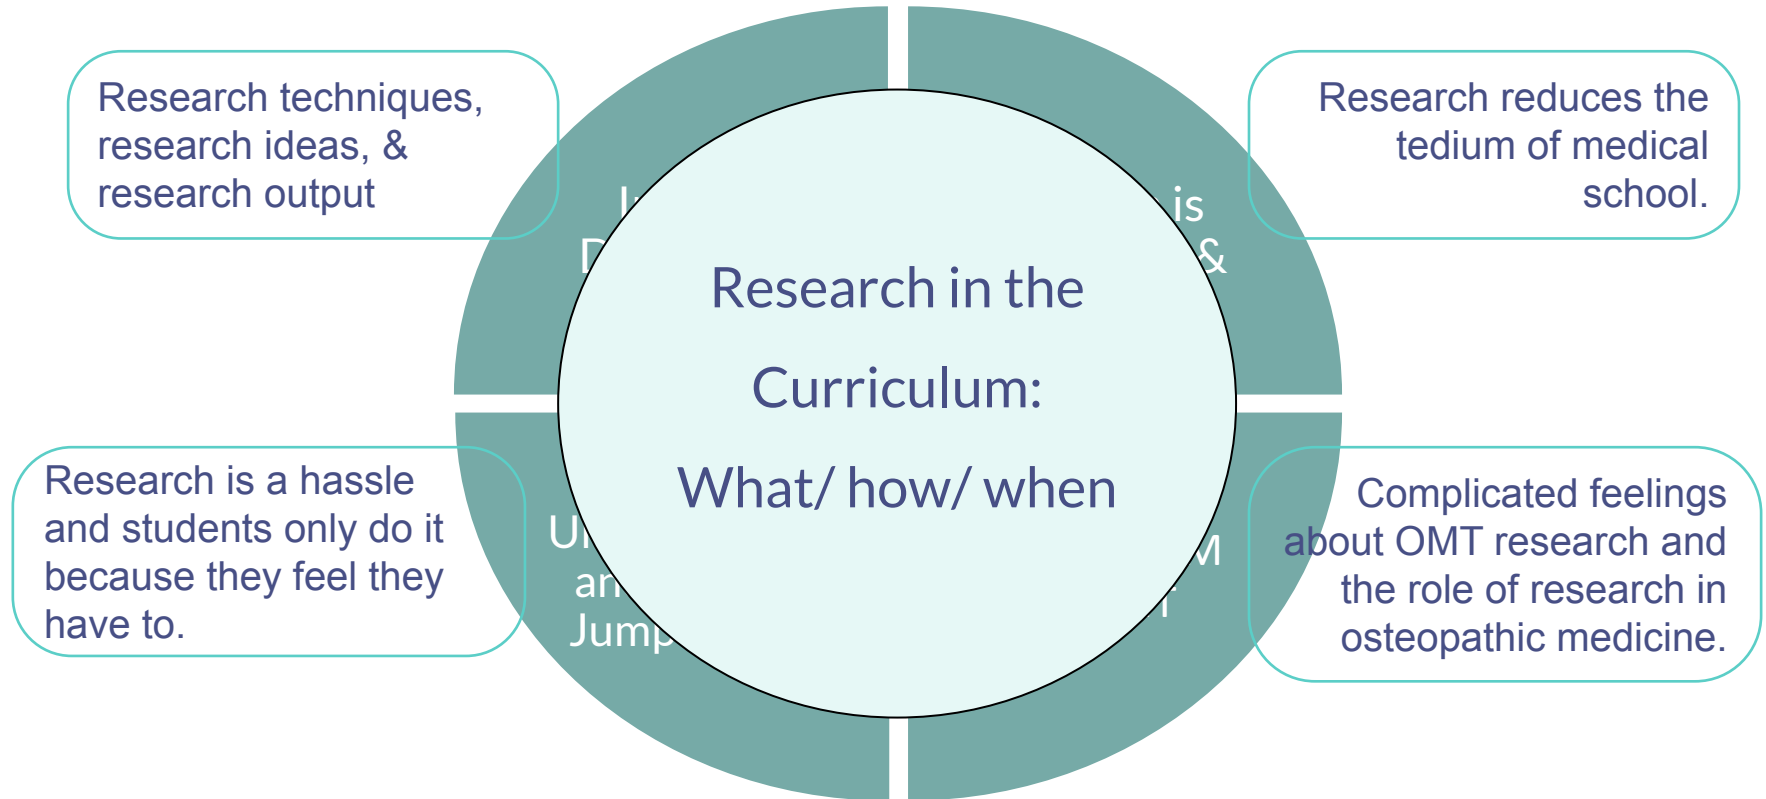 Research techniques,
research ideas, &
research output
Research reduces the
tedium of medical
school.
is
&
Research in the
Curriculum:
What/ how/ when
Research is a hassle
and students only do it
because they feel they
have to.
Complicated feelings
about OMT research and
the role of research in
osteopathic medicine.